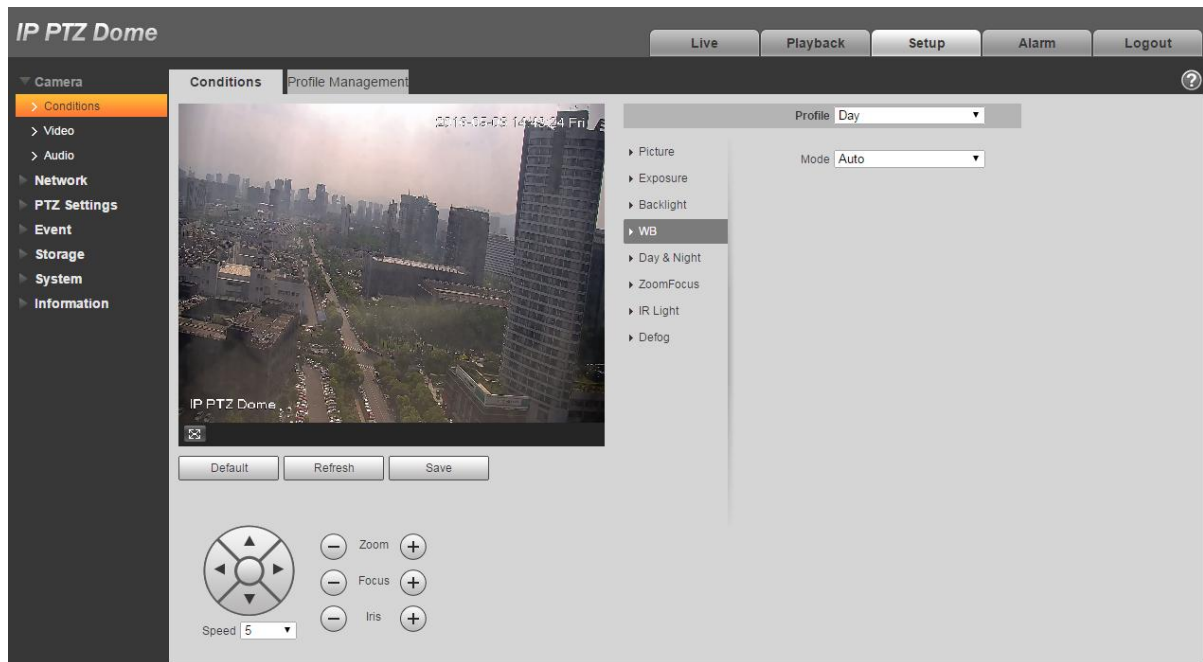 IP PTZ Dome
Live Playback Setup Alarm Logout
Camera
Conditions
Video
Audio
Network
PTZ Settings
Event
Storage
System
Information
Conditions Profile Management
Fri
IP PTZ Dome
Default Refresh Save
Zoom
Focus
Iris
Speed 5
Profile Day
Picture
Exposure
Backlight
WB
Day & Night
ZoomFocus
IR Light
Defog
Mode Auto
?